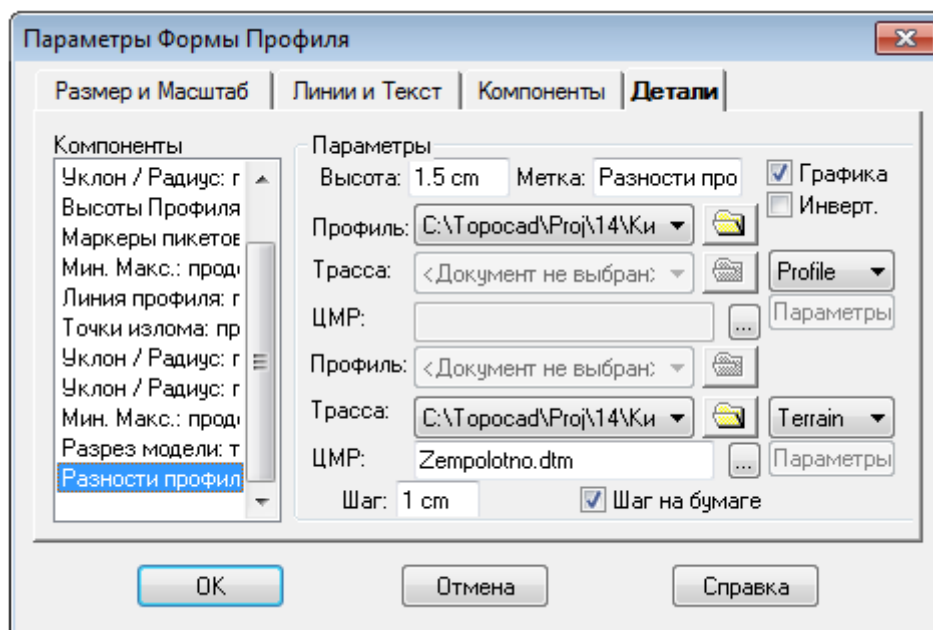 Параметры Формы Профиля
Размер и Масштаб Линии и Текст Компоненты Детали
Компоненты
Уклон / Радиус: г
Высоты Профиля
Маркеры пикетов
Мин. Макс.: прод
Линия профиля: г
Точки излома: пр
Уклон / Радиус: г
Уклон / Радиус: г
Мин. Макс.: прод
Разрез модели: т
Разности профил
Параметры
Высота: 1.5 cm Метка: Разности про Графика
Инверт.
Профиль: C:\Topocad\Proj\14\Ки
Трасса: <Документ не выбран: Profile
ЦМР: ... Параметры
Профиль: <Документ не выбран:
Трасса: C:\Topocad\Proj\14\Ки Terrain
ЦМР: Zempolotno.dtm ... Параметры
Шаг: 1 cm Шаг на бумаге
OK Отмена Справка